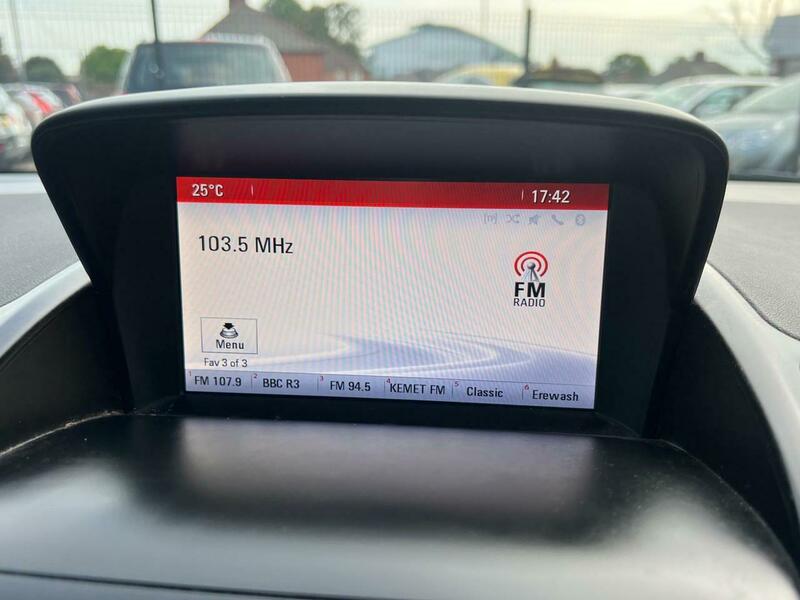 25°C 17:42
103.5 MHz
FM
RADIO
Menu
Fav 3 of 3
1 FM 107.9 2 BBC R3 3 FM 94.5 4 KEMET FM 5 Classic 6 Erewash